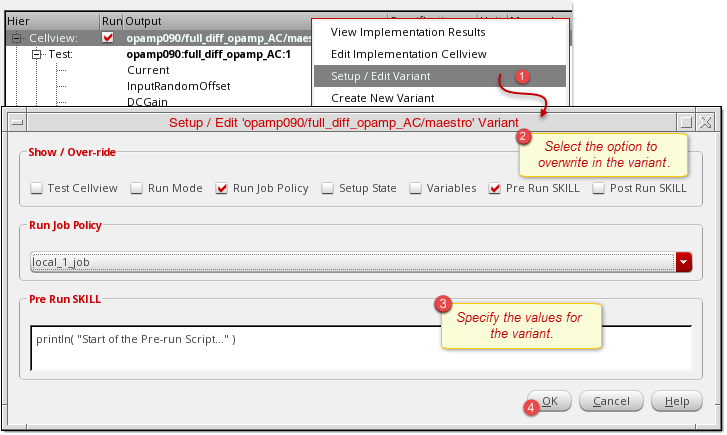 Hier Run Output
Cellview: opamp090/full_diff_opamp_AC/maes
Test: opamp090:full_diff_opamp_AC:1
Current
InputRandomOffset
DCGain
View Implementation Results
Edit Implementation Cellview
Setup / Edit Variant
1
Create New Variant
Setup / Edit 'opamp090/full_diff_opamp_AC/maestro' Variant
2
Select the option to
overwrite in the variant.
Show / Over-ride
Test Cellview Run Mode Run Job Policy Setup State Variables Pre Run SKILL Post Run SKILL
Run Job Policy
local_1_job
Pre Run SKILL
println( "Start of the Pre-run Script..." )
3
Specify the values for
the variant.
4
OK Cancel Help